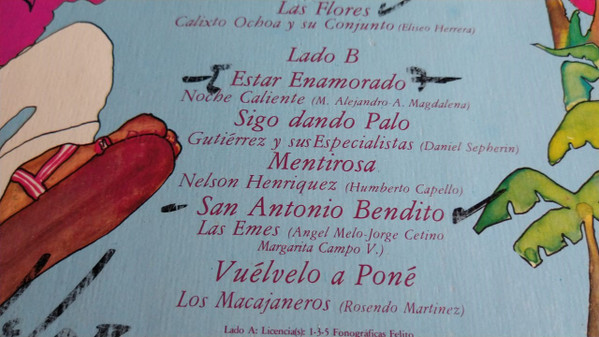 Las Flores
Calixto Ochoa y su Conjunto (Eliseo Herrera)
Lado B
Estar Enamorado
Noche Caliente (M. Alejandro-A. Magdalena)
Sigo dando Palo
Gutiérrez y sus Especialistas (Daniel Sepherin)
Mentirosa
Nelson Henriquez (Humberto Capello)
San Antonio Bendito
Las Emes (Angel Melo-Jorge Cetino
Margarita Campo V.)
Vuélvelo a Poné
Los Macajaneros (Rosendo Martinez)
Lado A: Licencia(s): 1-3-5 Fonográficas Felito